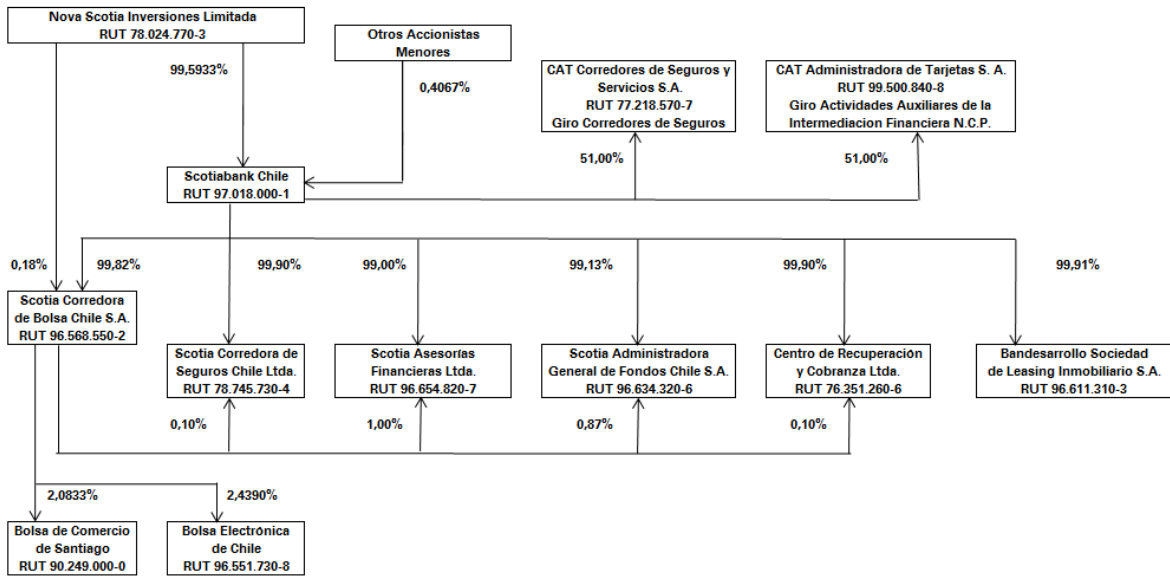 Nova Scotia Inversiones Limitada
RUT 78.024.770-3
Otros Accionistas
Menores
99,5933%
0,4067%
CAT Corredores de Seguros y
Servicios S.A.
RUT 77.218.570-7
Giro Corredores de Seguros
CAT Administradora de Tarjetas S. A.
RUT 99.500.840-8
Giro Actividades Auxiliares de la
Intermediacion Financiera N.C.P.
51,00%
51,00%
Scotiabank Chile
RUT 97.018.000-1
0,18%
99,82%
99,90%
99,00%
99,13%
99,90%
99,91%
Scotia Corredora
de Bolsa Chile S.A.
RUT 96.568.550-2
Scotia Corredora de
Seguros Chile Ltda.
RUT 78.745.730-4
Scotia Asesorías
Financieras Ltda.
RUT 96.654.820-7
Scotia Administradora
General de Fondos Chile S.A.
RUT 96.634.320-6
Centro de Recuperación
y Cobranza Ltda.
RUT 76.351.260-6
Bandesarrollo Sociedad
de Leasing Inmobiliario S.A.
RUT 96.611.310-3
0,10%
1,00%
0,87%
0,10%
2,0833%
2,4390%
Bolsa de Comercio
de Santiago
RUT 90.249.000-0
Bolsa Electrónica
de Chile
RUT 96.551.730-8